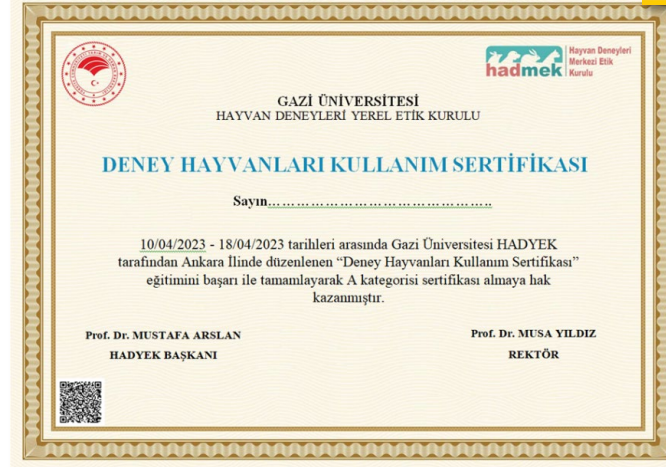 hadmek
Hayvan Deneyleri
Merkezi Etik
Kurulu
GAZİ ÜNİVERSİTESİ
HAYVAN DENEYLERİ YEREL ETİK KURULU
DENEY HAYVANLARI KULLANIM SERTİFİKASI
Sayın………………………………………..
10/04/2023 - 18/04/2023 tarihleri arasında Gazi Üniversitesi HADYEK
tarafından Ankara İlinde düzenlenen “Deney Hayvanları Kullanım Sertifikası”
eğitimini başarı ile tamamlayarak A kategorisi sertifikası almaya hak
kazanmıştır.
Prof. Dr. MUSTAFA ARSLAN
HADYEK BAŞKANI
Prof. Dr. MUSA YILDIZ
REKTÖR